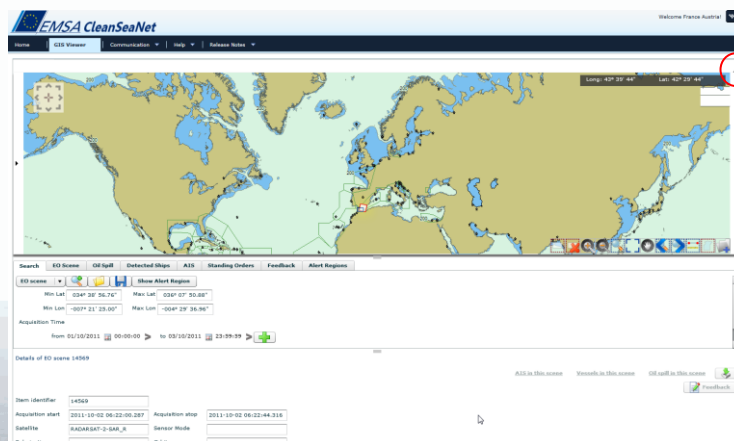 EMSA CleanSeaNet
Welcome France Austria!
Home GIS Viewer Communication Help Release Notes
Long: 43° 39' 44" Lat: 42° 29' 44"
Search EO Scene Oil Spill Detected Ships AIS Standing Orders Feedback Alert Regions
EO scene Show Alert Region
Min Lat 034° 38' 56.76" Max Lat 036° 07' 50.88"
Min Lon -007° 21' 25.00" Max Lon -004° 29' 36.96"
Acquisition Time
from 01/10/2011 00:00:00 to 03/10/2011 23:59:59
Details of EO scene 14569
AIS in this scene Vessels in this scene Oil spill in this scene
Feedback
Item identifier 14569
Acquisition start 2011-10-02 06:22:00.287 Acquisition stop 2011-10-02 06:22:44.316
Satellite RADARSAT-2-SAR_R Sensor Mode